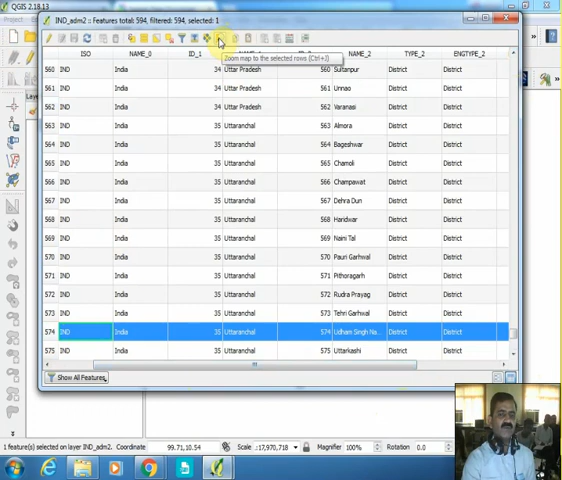 QGIS 2.18.13
IND_adm2 :: Features total: 594, filtered: 594, selected: 1
Zoom map to the selected rows (Ctrl+J)
ISO NAME_0 ID_1 NAME_2 TYPE_2 ENGTYPE_2
560 IND India 34 Uttar Pradesh 560 Sultanpur District District
561 IND India 34 Uttar Pradesh 561 Unnao District District
562 IND India 34 Uttar Pradesh 562 Varanasi District District
563 IND India 35 Uttaranchal 563 Almora District District
564 IND India 35 Uttaranchal 564 Bageshwar District District
565 IND India 35 Uttaranchal 565 Chamoli District District
566 IND India 35 Uttaranchal 566 Champawat District District
567 IND India 35 Uttaranchal 567 Dehra Dun District District
568 IND India 35 Uttaranchal 568 Haridwar District District
569 IND India 35 Uttaranchal 569 Naini Tal District District
570 IND India 35 Uttaranchal 570 Pauri Garhwal District District
571 IND India 35 Uttaranchal 571 Pithoragarh District District
572 IND India 35 Uttaranchal 572 Rudra Prayag District District
573 IND India 35 Uttaranchal 573 Tehri Garhwal District District
574 IND India 35 Uttaranchal 574 Udham Singh Na... District District
575 IND India 35 Uttaranchal 575 Uttarkashi District District
Show All Features
1 feature(s) selected on layer IND_adm2. Coordinate 99.71,10.54 Scale 1:17,970,718 Magnifier 100% Rotation 0.0